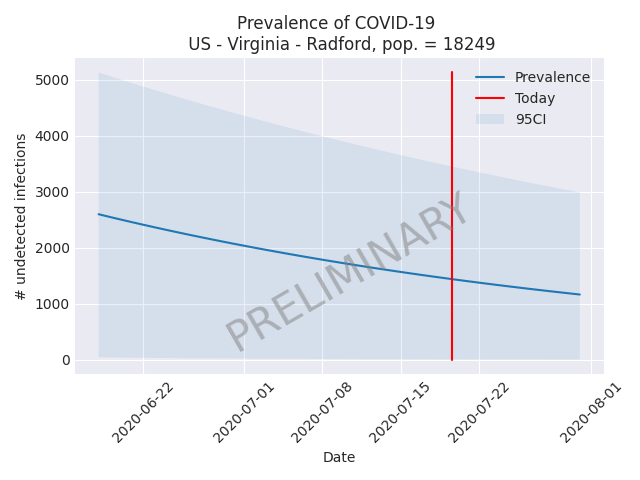 Prevalence of COVID-19
US - Virginia - Radford, pop. = 18249
Prevalence
Today
95CI
5000
4000
3000
2000
1000
0
# undetected infections
PRELIMINARY
2020-06-22
2020-07-01
2020-07-08
2020-07-15
2020-07-22
2020-08-01
Date